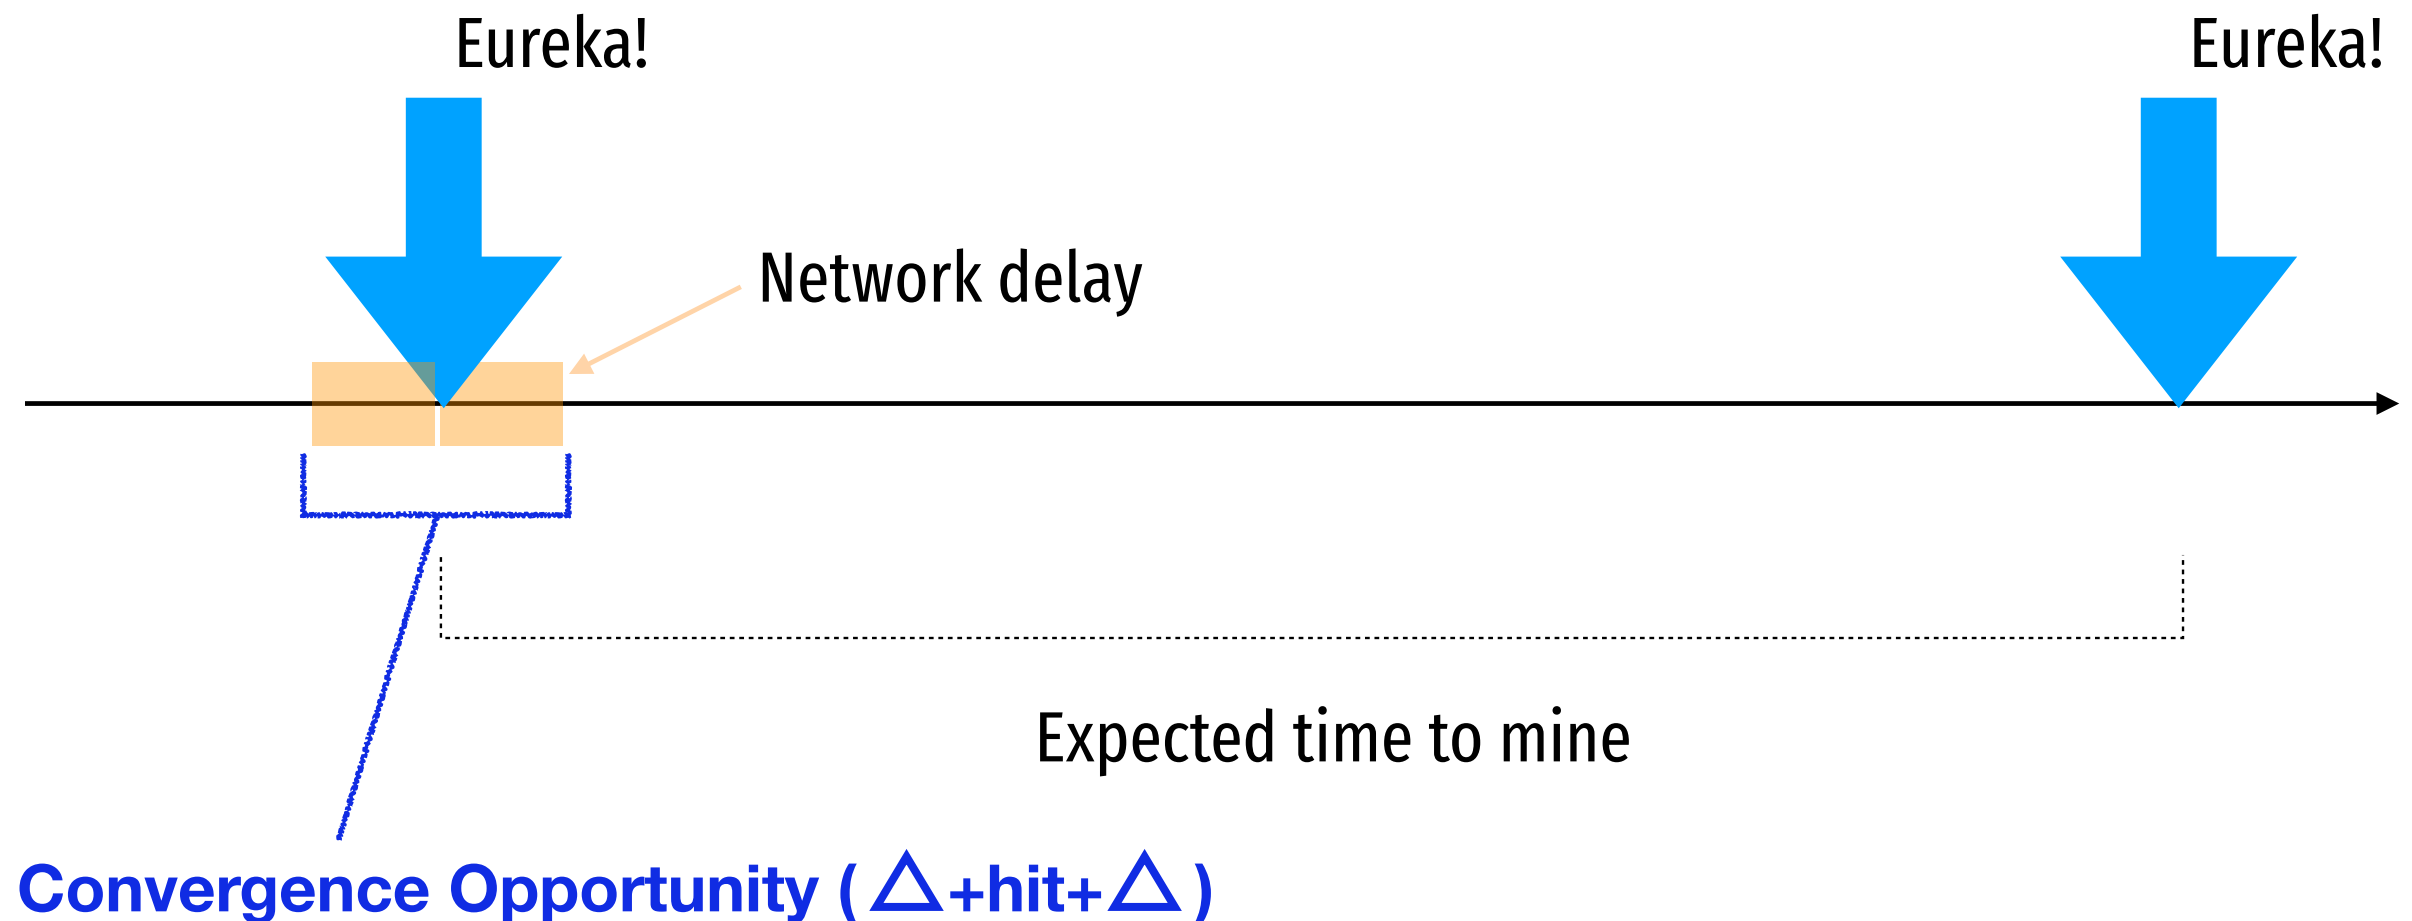 Eureka!
Eureka!
Network delay
Expected time to mine
Convergence Opportunity (△+hit+△)